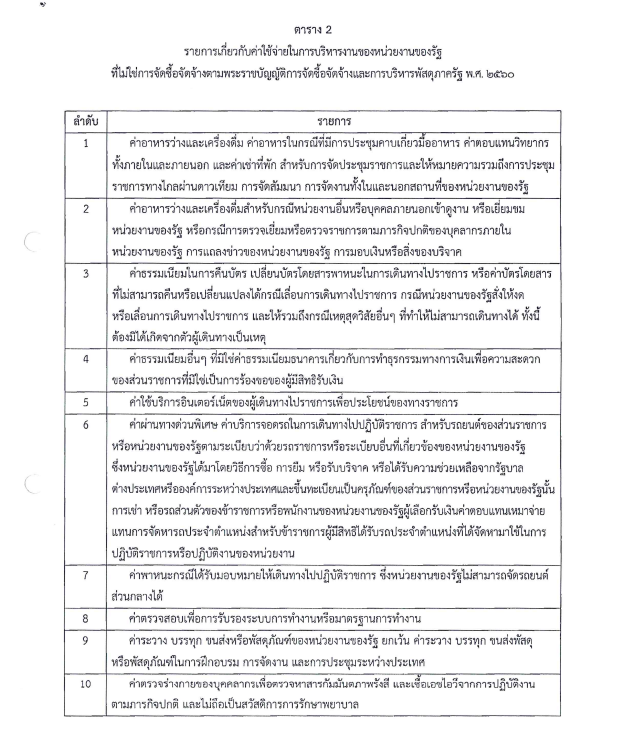 ตาราง 2
รายการเกี่ยวกับค่าใช้จ่ายในการบริหารงานของหน่วยงานของรัฐ
ที่ไม่ใช่การจัดซื้อจัดจ้างตามพระราชบัญญัติการจัดซื้อจัดจ้างและการบริหารพัสดุภาครัฐ พ.ศ. ๒๕๖๐
ลำดับ รายการ
1 ค่าอาหารว่างและเครื่องดื่ม ค่าอาหารในกรณีที่มีการประชุมคาบเกี่ยวมื้ออาหาร ค่าตอบแทนวิทยากร
ทั้งภายในและภายนอก และค่าเช่าที่พัก สำหรับการจัดประชุมราชการและให้หมายความรวมถึงการประชุม
ราชการทางไกลผ่านดาวเทียม การจัดสัมมนา การจัดงานทั้งในและนอกสถานที่ของหน่วยงานของรัฐ
2 ค่าอาหารว่างและเครื่องดื่มสำหรับกรณีหน่วยงานอื่นหรือบุคคลภายนอกเข้าดูงาน หรือเยี่ยมชม
หน่วยงานของรัฐ หรือกรณีการตรวจเยี่ยมหรือตรวจราชการตามภารกิจปกติของบุคลากรภายใน
หน่วยงานของรัฐ การแถลงข่าวของหน่วยงานของรัฐ การมอบเงินหรือสิ่งของบริจาค
3 ค่าธรรมเนียมในการคืนบัตร เปลี่ยนบัตรโดยสารพาหนะในการเดินทางไปราชการ หรือค่าบัตรโดยสาร
ที่ไม่สามารถคืนหรือเปลี่ยนแปลงได้กรณีเลื่อนการเดินทางไปราชการ กรณีหน่วยงานของรัฐสั่งให้งด
หรือเลื่อนการเดินทางไปราชการ และให้รวมถึงกรณีเหตุสุดวิสัยอื่นๆ ที่ทำให้ไม่สามารถเดินทางได้ ทั้งนี้
ต้องมิได้เกิดจากตัวผู้เดินทางเป็นเหตุ
4 ค่าธรรมเนียมอื่นๆ ที่มิใช่ค่าธรรมเนียมธนาคารเกี่ยวกับการทำธุรกรรมทางการเงินเพื่อความสะดวก
ของส่วนราชการที่มิใช่เป็นการร้องขอของผู้มีสิทธิรับเงิน
5 ค่าใช้บริการอินเตอร์เน็ตของผู้เดินทางไปราชการเพื่อประโยชน์ของทางราชการ
6 ค่าผ่านทางด่วนพิเศษ ค่าบริการจอดรถในการเดินทางไปปฏิบัติราชการ สำหรับรถยนต์ของส่วนราชการ
หรือหน่วยงานของรัฐตามระเบียบว่าด้วยรถราชการหรือระเบียบอื่นที่เกี่ยวข้องของหน่วยงานของรัฐ
ซึ่งหน่วยงานของรัฐได้มาโดยวิธีการซื้อ การยืม หรือรับบริจาค หรือได้รับความช่วยเหลือจากรัฐบาล
ต่างประเทศหรือองค์การระหว่างประเทศและขึ้นทะเบียนเป็นครุภัณฑ์ของส่วนราชการหรือหน่วยงานของรัฐนั้น
การเช่า หรือรถส่วนตัวของข้าราชการหรือพนักงานของหน่วยงานของรัฐผู้เลือกรับเงินค่าตอบแทนเหมาจ่าย
แทนการจัดหารถประจำตำแหน่งสำหรับข้าราชการผู้มีสิทธิได้รับรถประจำตำแหน่งที่ได้จัดหามาใช้ในการ
ปฏิบัติราชการหรือปฏิบัติงานของหน่วยงาน
7 ค่าพาหนะกรณีได้รับมอบหมายให้เดินทางไปปฏิบัติราชการ ซึ่งหน่วยงานของรัฐไม่สามารถจัดรถยนต์
ส่วนกลางได้
8 ค่าตรวจสอบเพื่อการรับรองระบบการทำงานหรือมาตรฐานการทำงาน
9 ค่าระวาง บรรทุก ขนส่งหรือพัสดุภัณฑ์ของหน่วยงานของรัฐ ยกเว้น ค่าระวาง บรรทุก ขนส่งพัสดุ
หรือพัสดุภัณฑ์ในการฝึกอบรม การจัดงาน และการประชุมระหว่างประเทศ
10 ค่าตรวจร่างกายของบุคคลากรเพื่อตรวจหาสารกัมมันตภาพรังสี และเชื้อเอชไอวีจากการปฏิบัติงาน
ตามภารกิจปกติ และไม่ถือเป็นสวัสดิการการรักษาพยาบาล